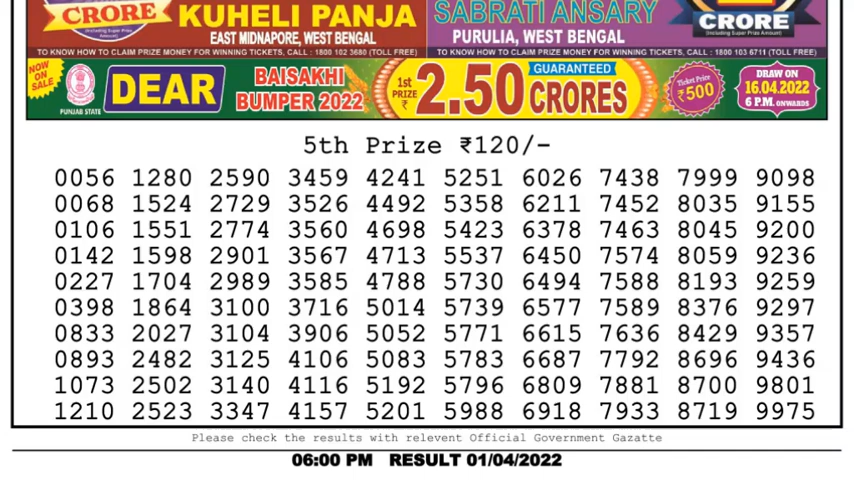 CRORE
(Including Super Prize Amount)
KUHELI PANJA
EAST MIDNAPORE, WEST BENGAL
SABRATI ANSARY
PURULIA, WEST BENGAL
CRORE
(Including Super Prize Amount)
TO KNOW HOW TO CLAIM PRIZE MONEY FOR WINNING TICKETS, CALL : 1800 102 3680 (TOLL FREE)
TO KNOW HOW TO CLAIM PRIZE MONEY FOR WINNING TICKETS, CALL : 1800 103 6711 (TOLL FREE)
NOW ON SALE
PUNJAB STATE
DEAR
BAISAKHI
BUMPER 2022
1st PRIZE ₹
2.50
GUARANTEED
CRORES
Ticket Price
₹500
DRAW ON
16.04.2022
6 P.M. ONWARDS
5th Prize ₹120/-
0056 1280 2590 3459 4241 5251 6026 7438 7999 9098
0068 1524 2729 3526 4492 5358 6211 7452 8035 9155
0106 1551 2774 3560 4698 5423 6378 7463 8045 9200
0142 1598 2901 3567 4713 5537 6450 7574 8059 9236
0227 1704 2989 3585 4788 5730 6494 7588 8193 9259
0398 1864 3100 3716 5014 5739 6577 7589 8376 9297
0833 2027 3104 3906 5052 5771 6615 7636 8429 9357
0893 2482 3125 4106 5083 5783 6687 7792 8696 9436
1073 2502 3140 4116 5192 5796 6809 7881 8700 9801
1210 2523 3347 4157 5201 5988 6918 7933 8719 9975
Please check the results with relevent Official Government Gazatte
06:00 PM RESULT 01/04/2022